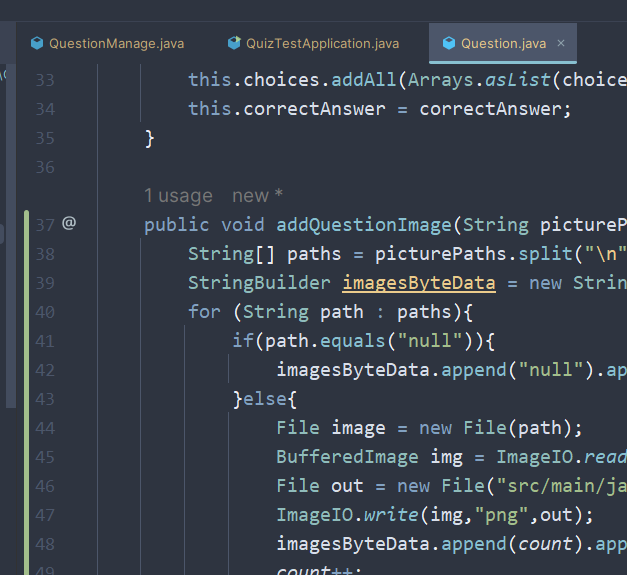 QuestionManage.java QuizTestApplication.java Question.java ×
33 this.choices.addAll(Arrays.asList(choice
34 this.correctAnswer = correctAnswer;
35 }
36
1 usage new *
37 @ public void addQuestionImage(String pictureP
38 String[] paths = picturePaths.split("\n"
39 StringBuilder imagesByteData = new Strin
40 for (String path : paths){
41 if(path.equals("null")){
42 imagesByteData.append("null").ap
43 }else{
44 File image = new File(path);
45 BufferedImage img = ImageIO.read
46 File out = new File("src/main/ja
47 ImageIO.write(img,"png",out);
48 imagesByteData.append(count).app
49 count++;